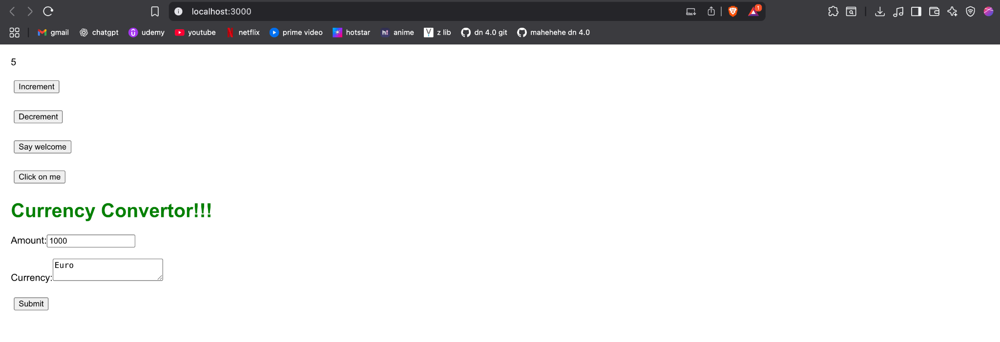 localhost:3000
1
gmail chatgpt udemy youtube netflix prime video hotstar h! anime z lib dn 4.0 git mahehehe dn 4.0
5
Increment
Decrement
Say welcome
Click on me
Currency Convertor!!!
Amount: 1000
Currency: Euro
Submit